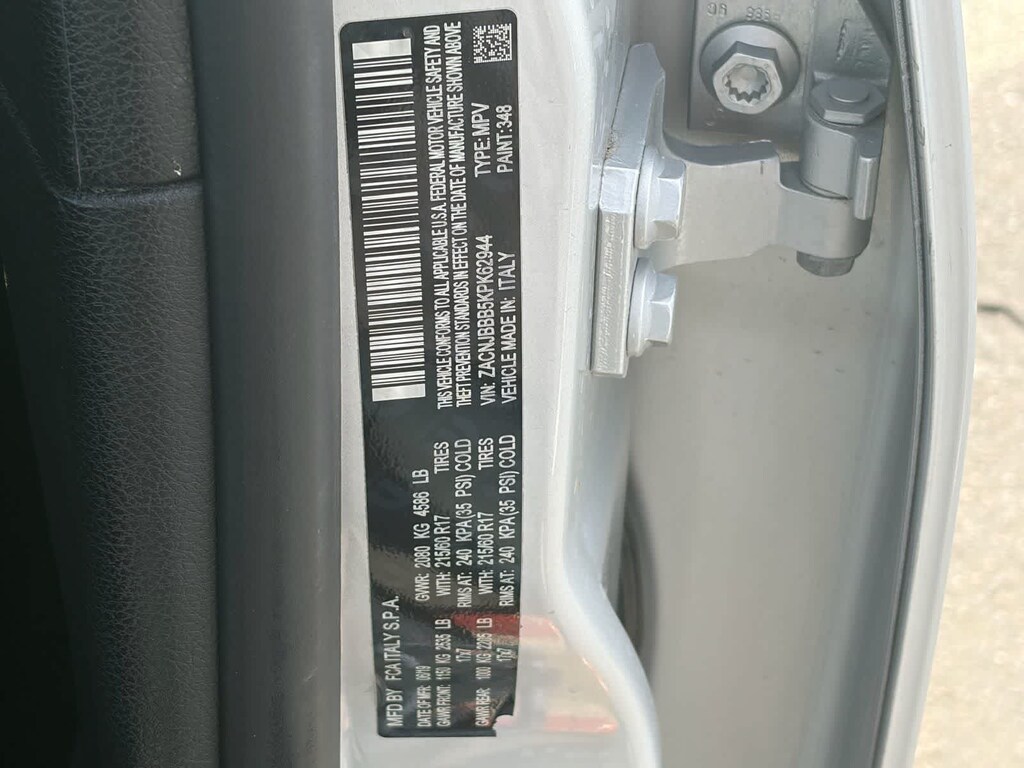 MFD BY FCA ITALY S.P.A.
DATE OF MFR: 09/19 GVWR: 2080 KG 4586 LB
GAWR FRONT: 1150 KG 2535 LB WITH: 215/60 R17 TIRES
17x7 RIMS AT: 240 KPA(35 PSI) COLD
GAWR REAR: 1000 KG 2205 LB WITH: 215/60 R17 TIRES
17x7 RIMS AT: 240 KPA(35 PSI) COLD
THIS VEHICLE CONFORMS TO ALL APPLICABLE U.S.A. FEDERAL MOTOR VEHICLE SAFETY AND
THEFT PREVENTION STANDARDS IN EFFECT ON THE DATE OF MANUFACTURE SHOWN ABOVE
VIN: ZACNJBBB5KPK62944 TYPE:MPV
VEHICLE MADE IN: ITALY PAINT:348